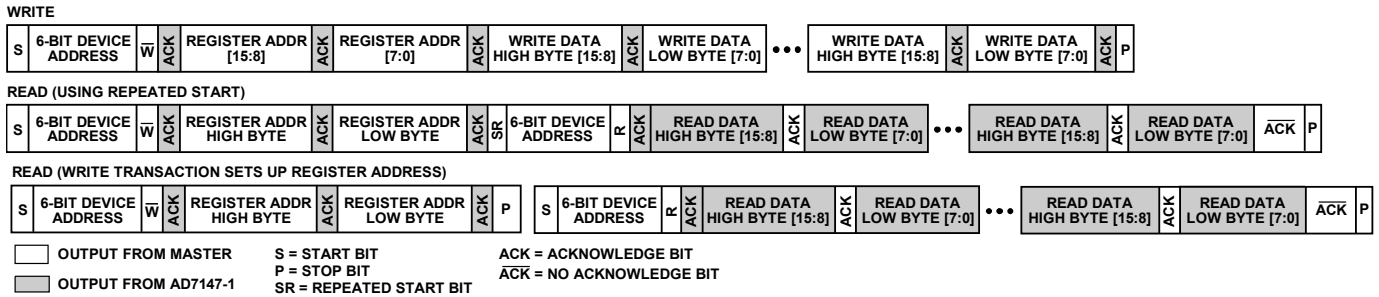 WRITE
S 6-BIT DEVICE ADDRESS W̅ ACK REGISTER ADDR [15:8] ACK REGISTER ADDR [7:0] ACK WRITE DATA HIGH BYTE [15:8] ACK WRITE DATA LOW BYTE [7:0] ••• WRITE DATA HIGH BYTE [15:8] ACK WRITE DATA LOW BYTE [7:0] ACK P
READ (USING REPEATED START)
S 6-BIT DEVICE ADDRESS W̅ ACK REGISTER ADDR HIGH BYTE ACK REGISTER ADDR LOW BYTE ACK SR 6-BIT DEVICE ADDRESS R ACK READ DATA HIGH BYTE [15:8] ACK READ DATA LOW BYTE [7:0] ••• READ DATA HIGH BYTE [15:8] ACK READ DATA LOW BYTE [7:0] A̅C̅K̅ P
READ (WRITE TRANSACTION SETS UP REGISTER ADDRESS)
S 6-BIT DEVICE ADDRESS W̅ ACK REGISTER ADDR HIGH BYTE ACK REGISTER ADDR LOW BYTE ACK P S 6-BIT DEVICE ADDRESS R ACK READ DATA HIGH BYTE [15:8] ACK READ DATA LOW BYTE [7:0] ••• READ DATA HIGH BYTE [15:8] ACK READ DATA LOW BYTE [7:0] A̅C̅K̅ P
OUTPUT FROM MASTER
OUTPUT FROM AD7147-1
S = START BIT
P = STOP BIT
SR = REPEATED START BIT
ACK = ACKNOWLEDGE BIT
A̅C̅K̅ = NO ACKNOWLEDGE BIT